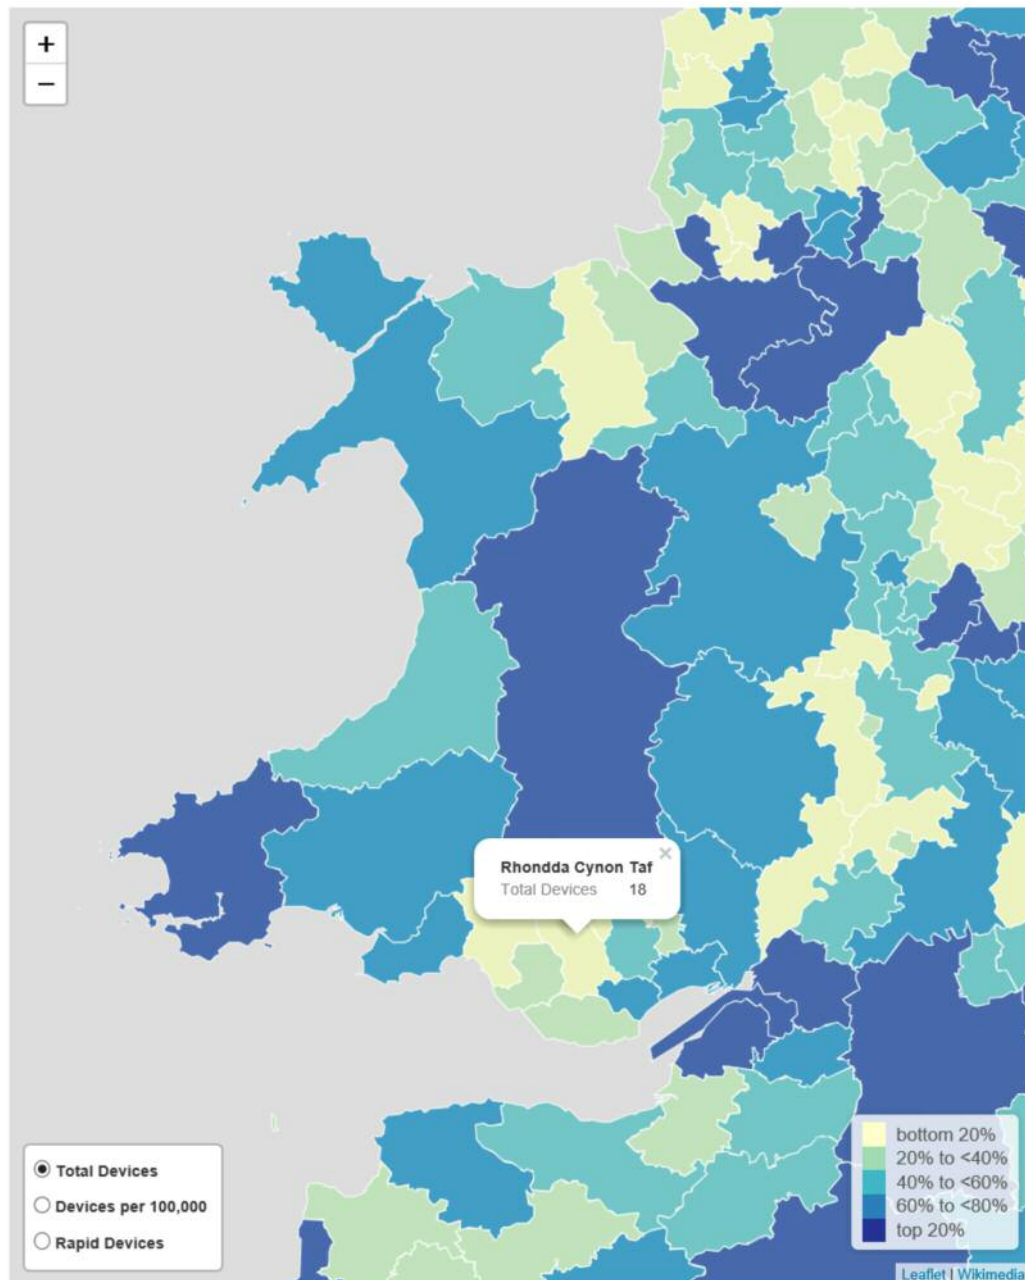 +
−
Rhondda Cynon Taf ×
Total Devices 18
Total Devices
Devices per 100,000
Rapid Devices
bottom 20%
20% to <40%
40% to <60%
60% to <80%
top 20%
Leaflet | Wikimedia